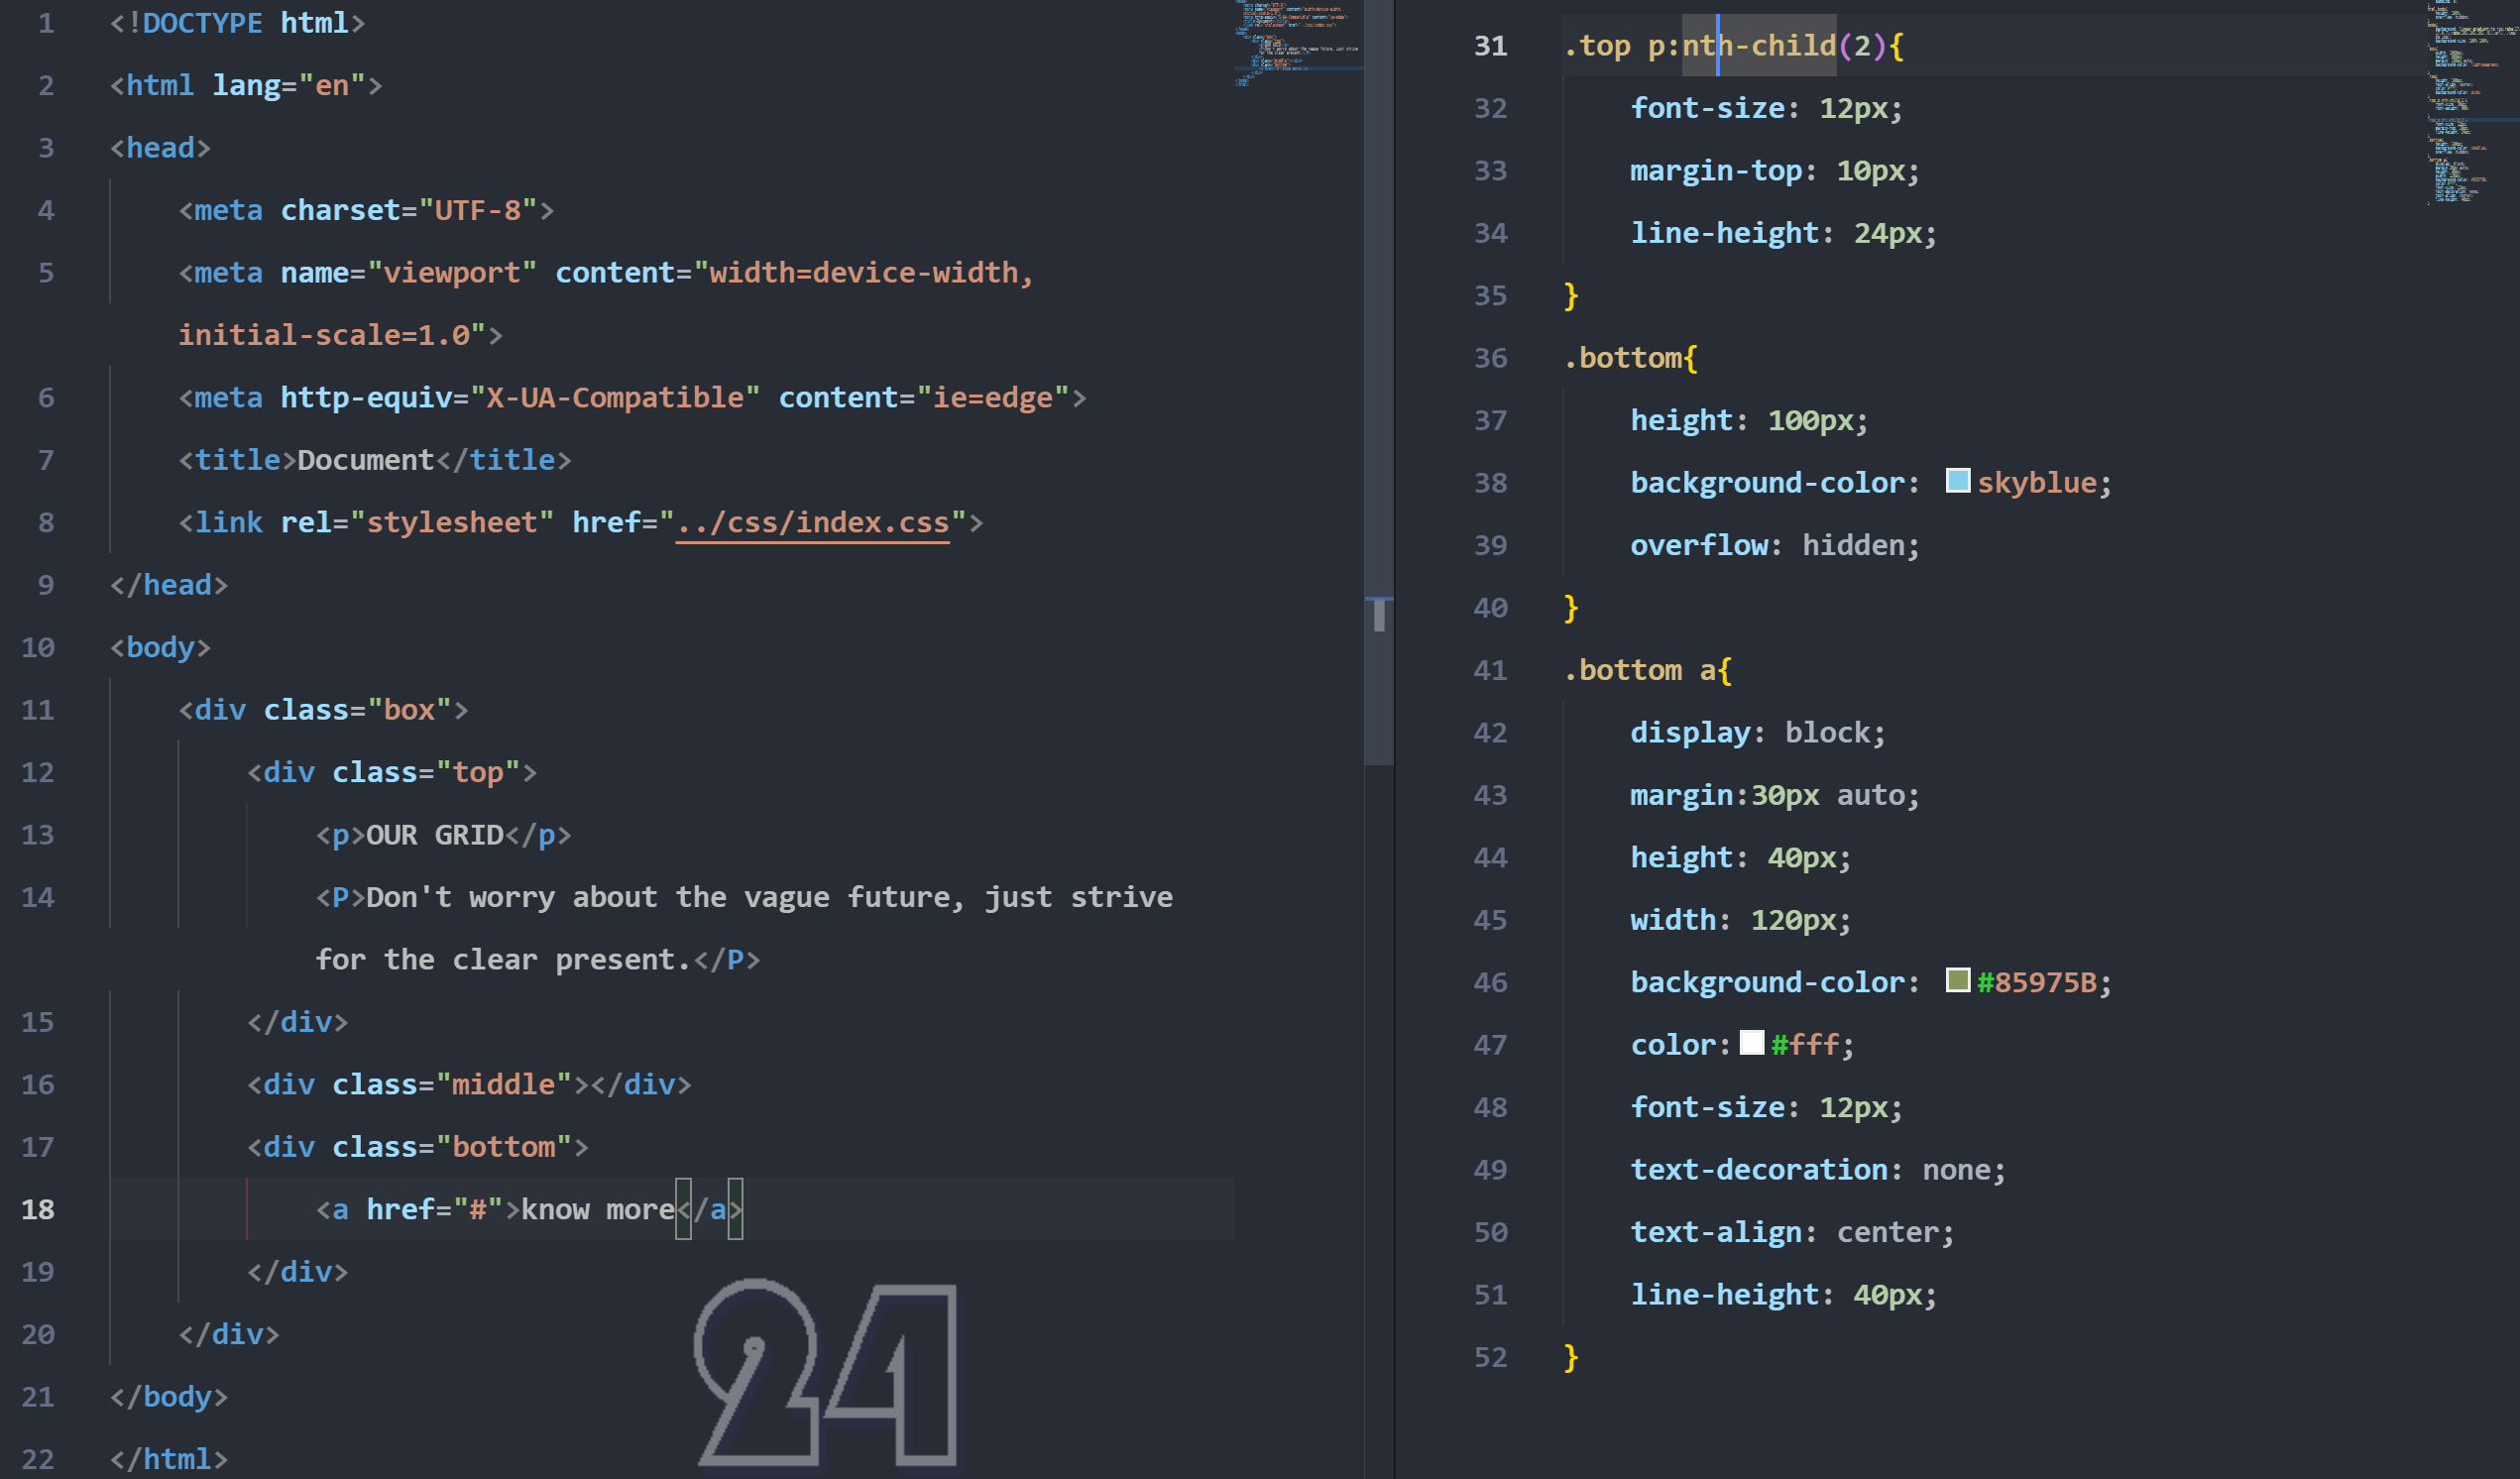 1 <!DOCTYPE html>
2 <html lang="en">
3 <head>
4 <meta charset="UTF-8">
5 <meta name="viewport" content="width=device-width,
initial-scale=1.0">
6 <meta http-equiv="X-UA-Compatible" content="ie=edge">
7 <title>Document</title>
8 <link rel="stylesheet" href="../css/index.css">
9 </head>
10 <body>
11 <div class="box">
12 <div class="top">
13 <p>OUR GRID</p>
14 <P>Don't worry about the vague future, just strive
for the clear present.</P>
15 </div>
16 <div class="middle"></div>
17 <div class="bottom">
18 <a href="#">know more</a>
19 </div>
20 </div>
21 </body>
22 </html>
24
31 .top p:nth-child(2){
32 font-size: 12px;
33 margin-top: 10px;
34 line-height: 24px;
35 }
36 .bottom{
37 height: 100px;
38 background-color: skyblue;
39 overflow: hidden;
40 }
41 .bottom a{
42 display: block;
43 margin:30px auto;
44 height: 40px;
45 width: 120px;
46 background-color: #85975B;
47 color:#fff;
48 font-size: 12px;
49 text-decoration: none;
50 text-align: center;
51 line-height: 40px;
52 }